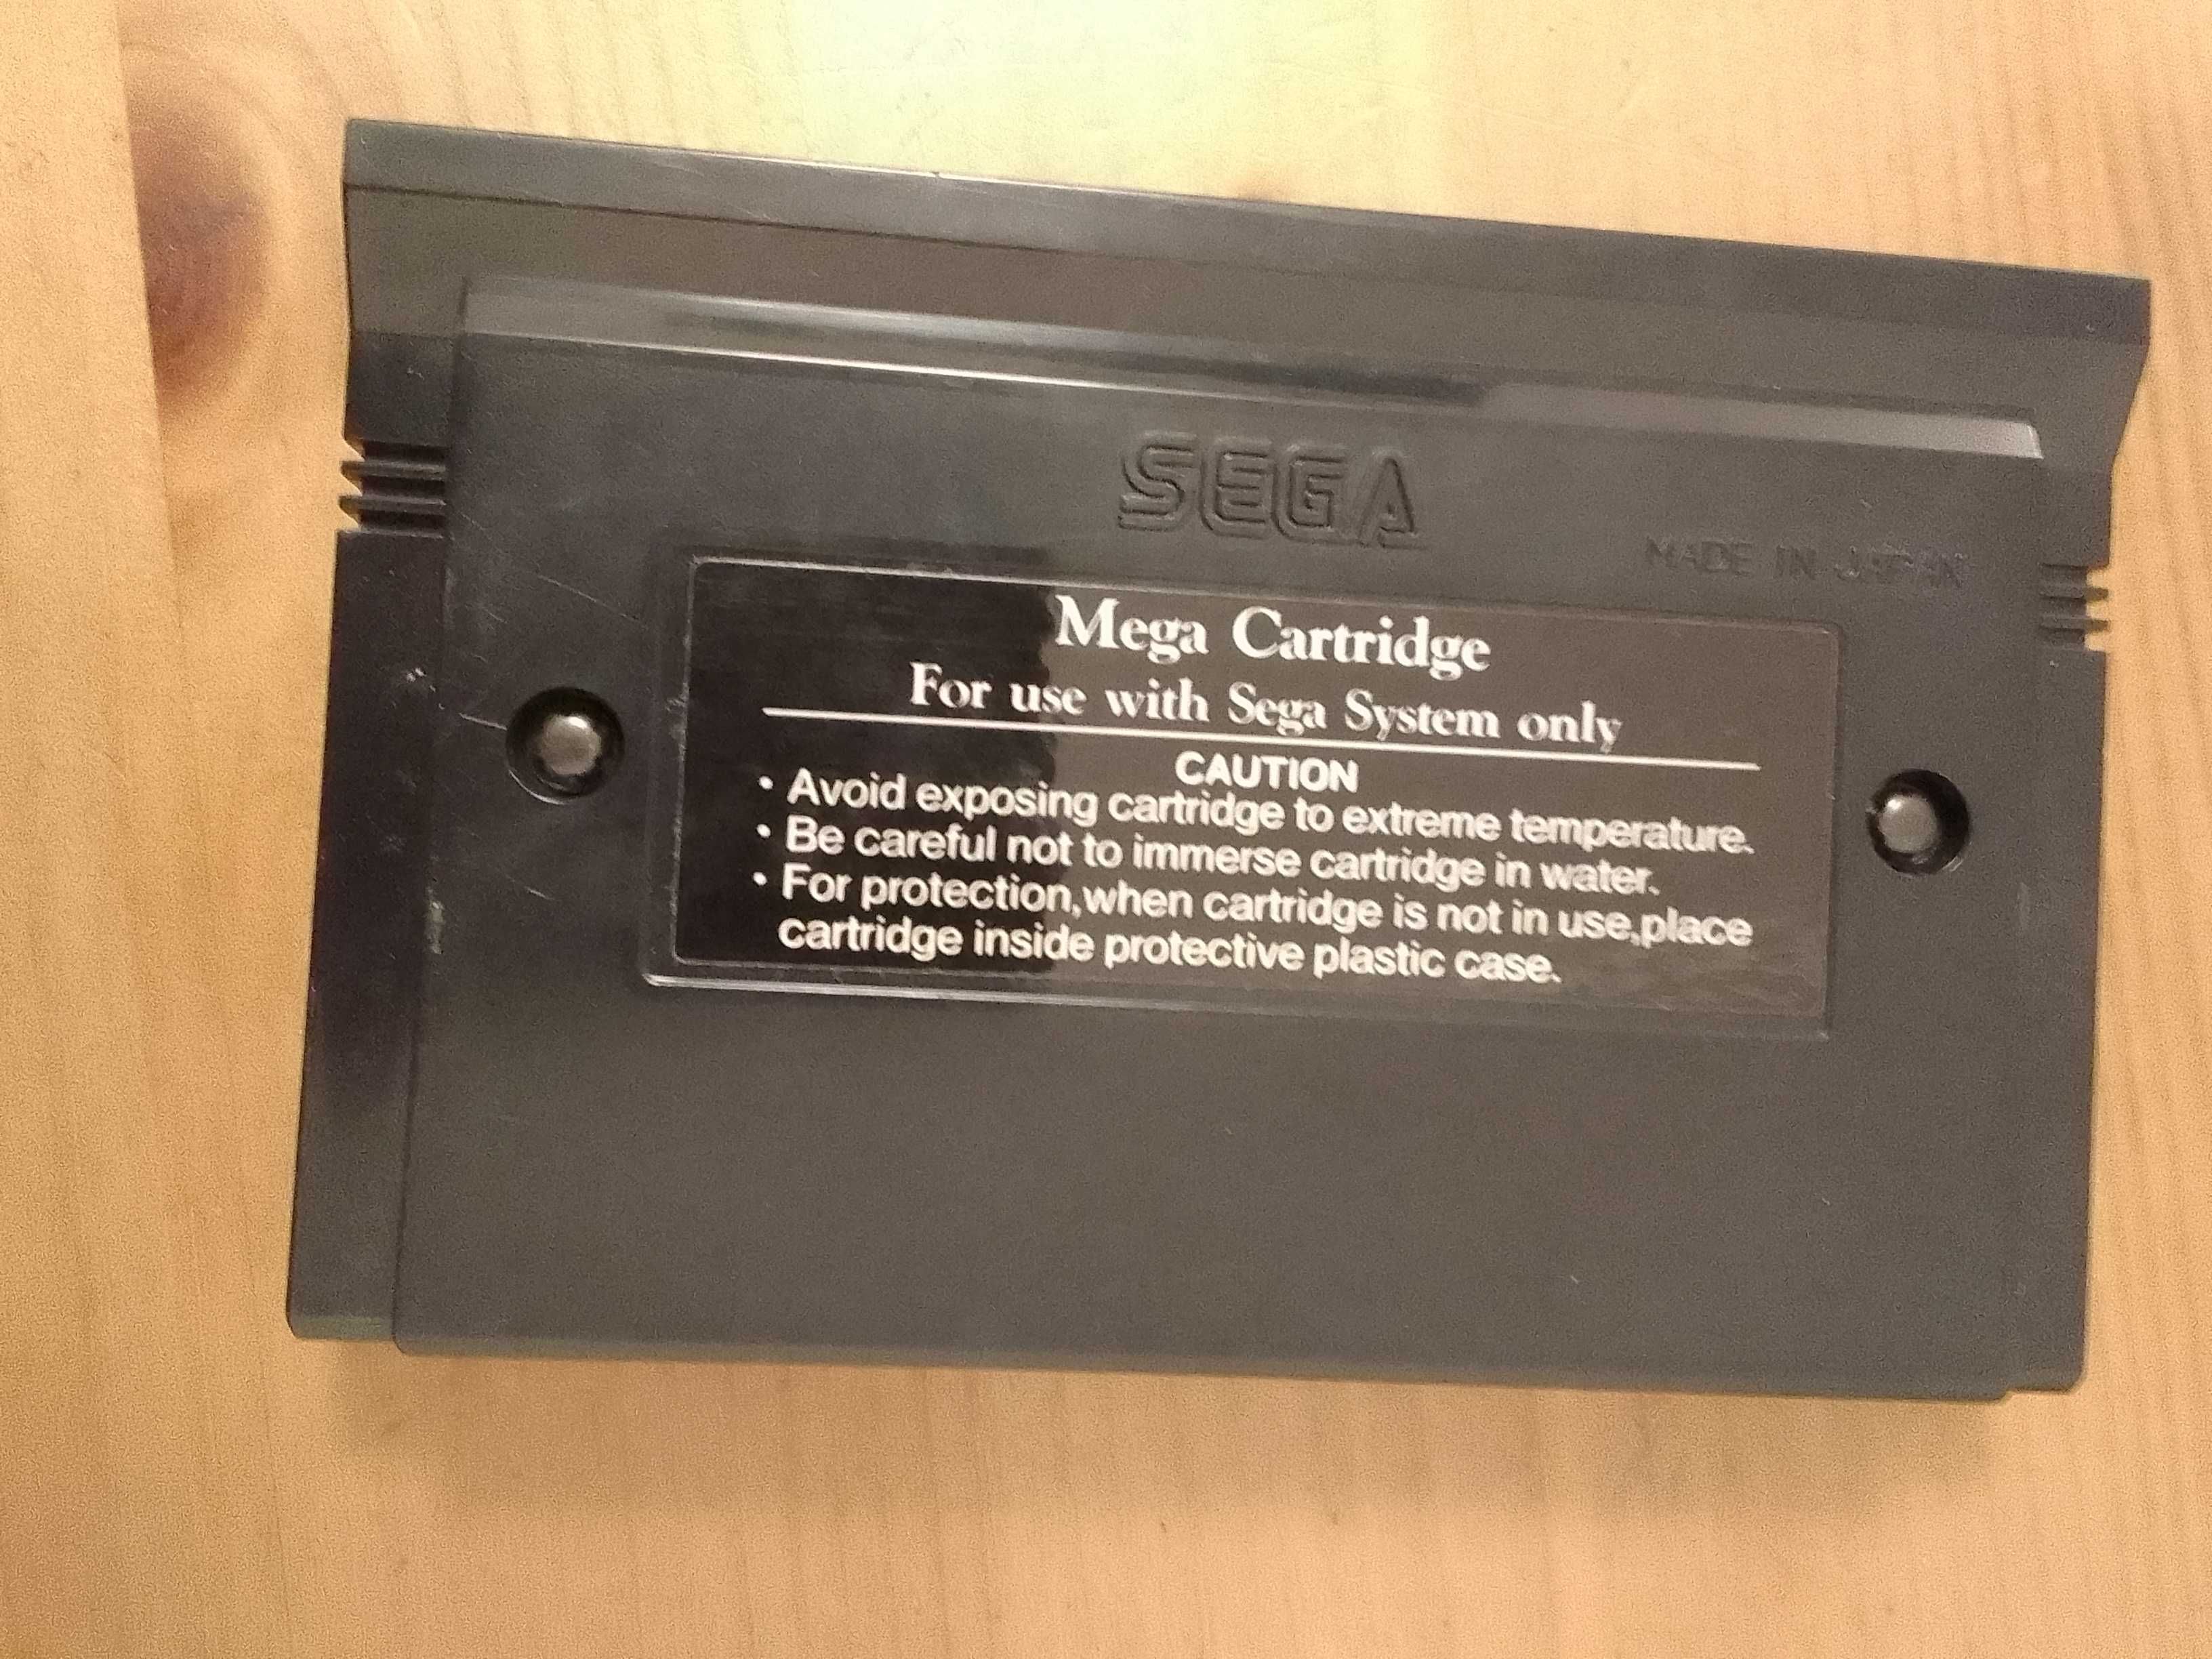 SEGA
MADE IN JAPAN
Mega Cartridge
For use with Sega System only
CAUTION
• Avoid exposing cartridge to extreme temperature.
• Be careful not to immerse cartridge in water.
• For protection,when cartridge is not in use,place
cartridge inside protective plastic case.